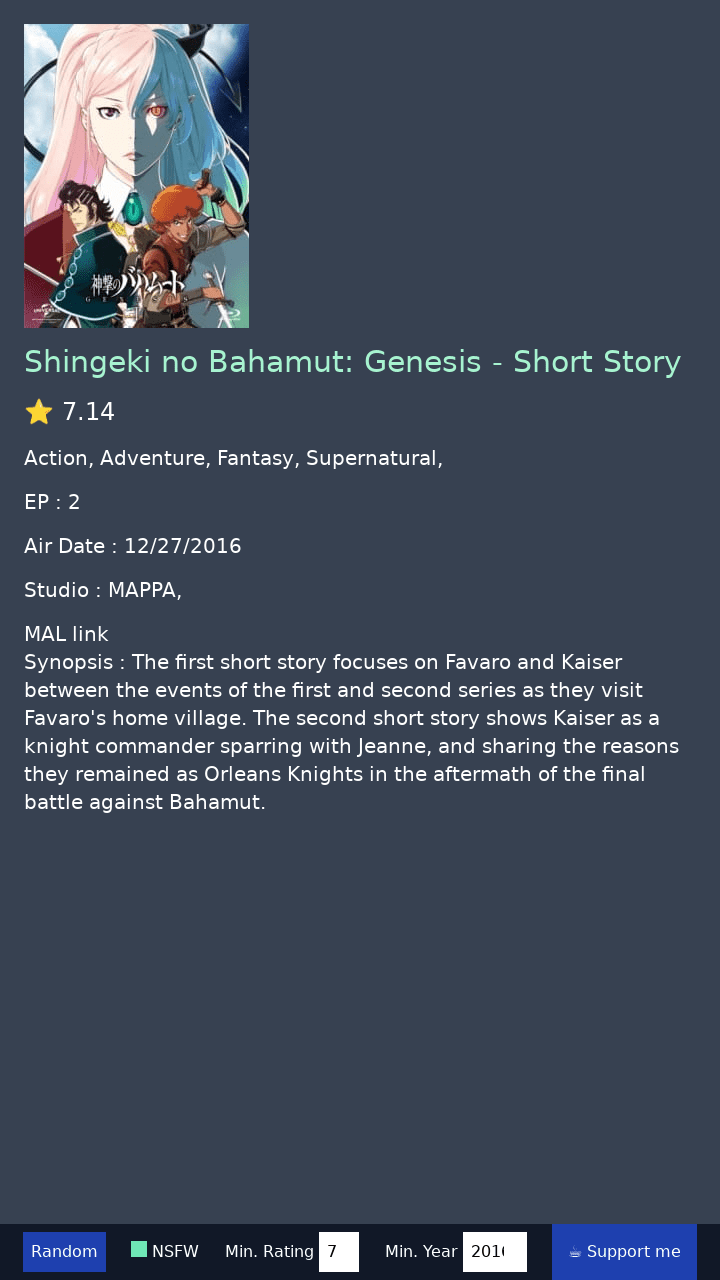 神撃のバハムート
GENESIS
UNIVERSAL
Shingeki no Bahamut: Genesis - Short Story
⭐ 7.14
Action, Adventure, Fantasy, Supernatural,
EP : 2
Air Date : 12/27/2016
Studio : MAPPA,
MAL link
Synopsis : The first short story focuses on Favaro and Kaiser
between the events of the first and second series as they visit
Favaro's home village. The second short story shows Kaiser as a
knight commander sparring with Jeanne, and sharing the reasons
they remained as Orleans Knights in the aftermath of the final
battle against Bahamut.
Random NSFW Min. Rating 7 Min. Year 2016 ☕ Support me